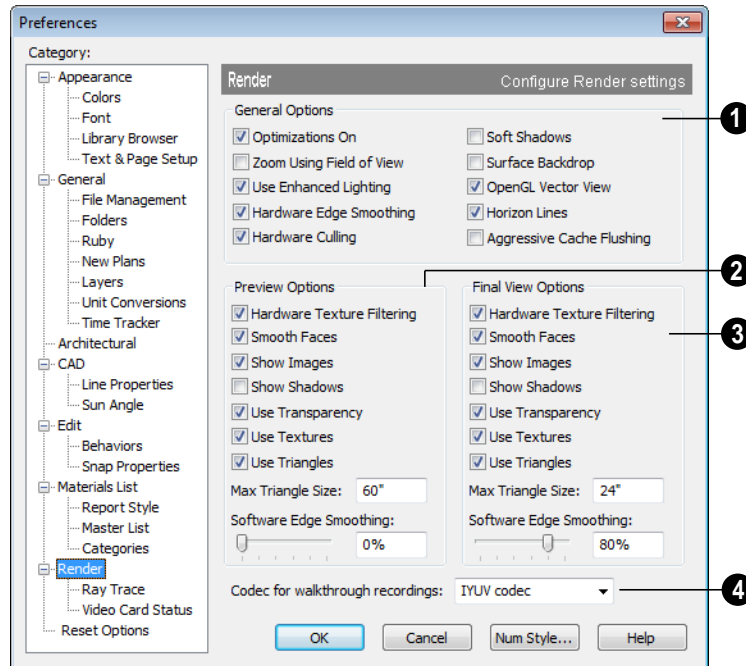 Preferences
Category:
Appearance
Colors
Font
Library Browser
Text & Page Setup
General
File Management
Folders
Ruby
New Plans
Layers
Unit Conversions
Time Tracker
Architectural
CAD
Line Properties
Sun Angle
Edit
Behaviors
Snap Properties
Materials List
Report Style
Master List
Categories
Render
Ray Trace
Video Card Status
Reset Options
Render Configure Render settings
General Options
1
Optimizations On
Zoom Using Field of View
Use Enhanced Lighting
Hardware Edge Smoothing
Hardware Culling
Soft Shadows
Surface Backdrop
OpenGL Vector View
Horizon Lines
Aggressive Cache Flushing
2
Preview Options
Hardware Texture Filtering
Smooth Faces
Show Images
Show Shadows
Use Transparency
Use Textures
Use Triangles
Max Triangle Size: 60"
Software Edge Smoothing:
0%
Final View Options
3
Hardware Texture Filtering
Smooth Faces
Show Images
Show Shadows
Use Transparency
Use Textures
Use Triangles
Max Triangle Size: 24"
Software Edge Smoothing:
80%
Codec for walkthrough recordings: IYUV codec
4
OK Cancel Num Style... Help